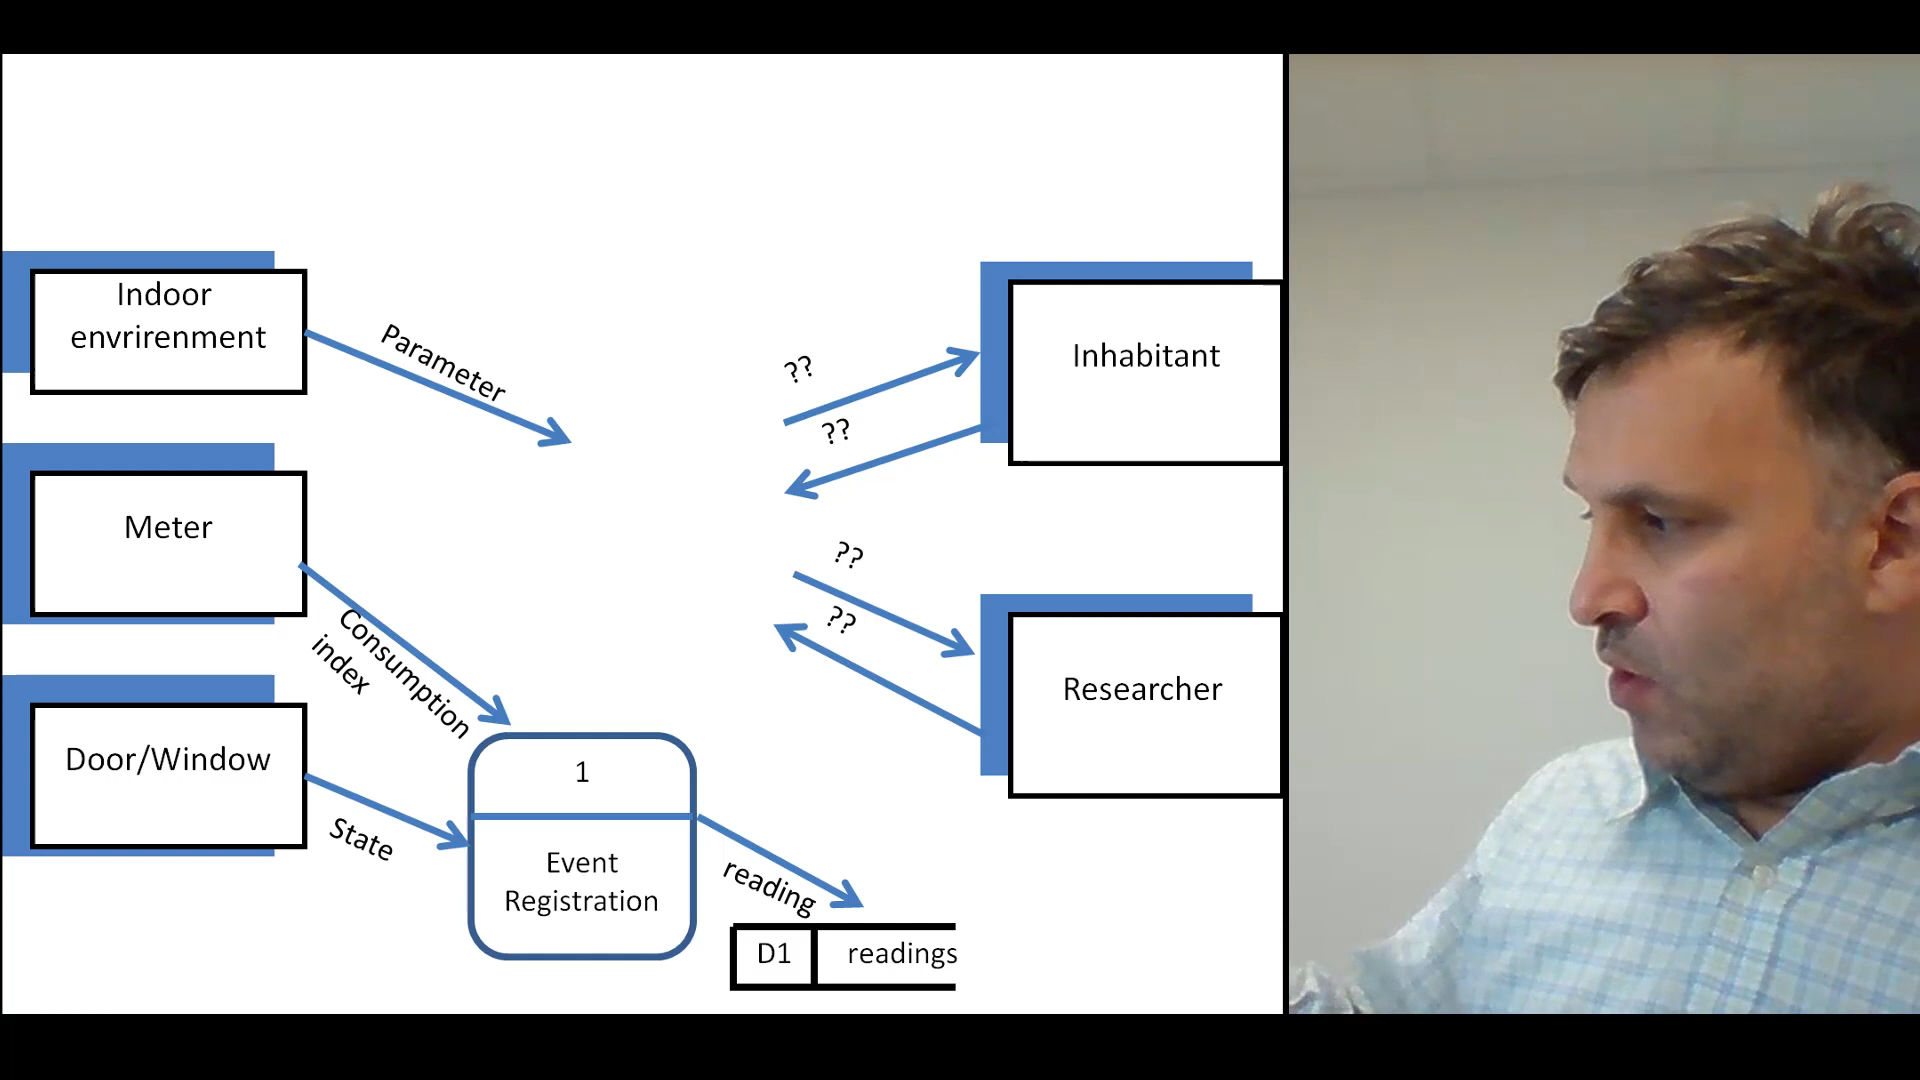 Indoor
envrirenment
Parameter
??
??
Inhabitant
Meter
Consumption
index
??
??
Researcher
Door/Window
State
1
Event
Registration
reading
D1
readings